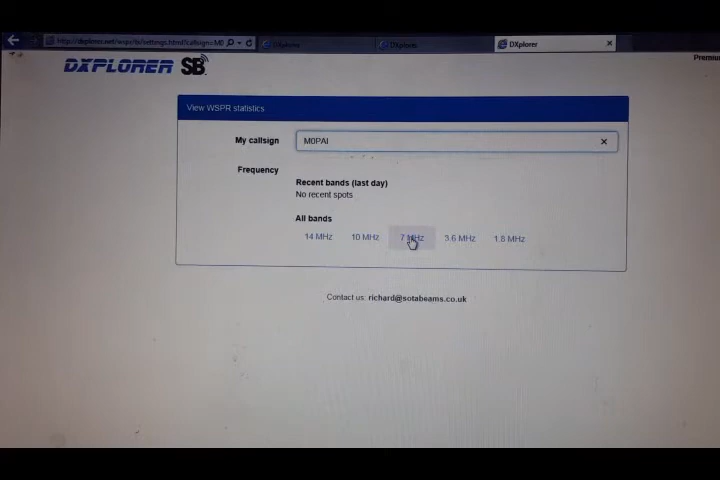 DXplorer
DXplorer
DXplorer
DXPLORER SB
Premium
View WSPR statistics
My callsign M0PAI
Frequency
Recent bands (last day)
No recent spots
All bands
14 MHz 10 MHz 7 MHz 3.6 MHz 1.8 MHz
Contact us: richard@sotabeams.co.uk